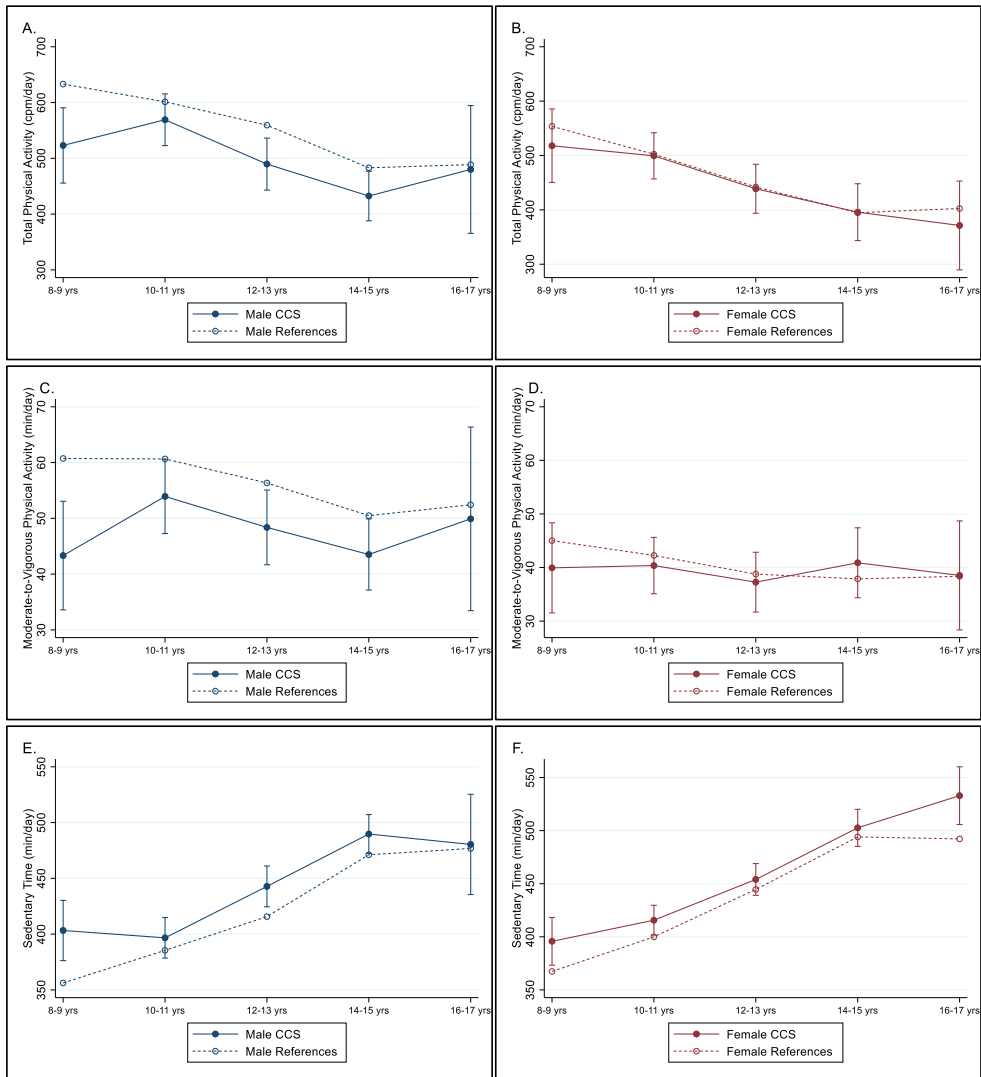 A.
Total Physical Activity (cpm/day)
700
600
500
400
300
8-9 yrs 10-11 yrs 12-13 yrs 14-15 yrs 16-17 yrs
Male CCS
Male References
B.
Total Physical Activity (cpm/day)
700
600
500
400
300
8-9 yrs 10-11 yrs 12-13 yrs 14-15 yrs 16-17 yrs
Female CCS
Female References
C.
Moderate-to-Vigorous Physical Activity (min/day)
70
60
50
40
30
8-9 yrs 10-11 yrs 12-13 yrs 14-15 yrs 16-17 yrs
Male CCS
Male References
D.
Moderate-to-Vigorous Physical Activity (min/day)
70
60
50
40
30
8-9 yrs 10-11 yrs 12-13 yrs 14-15 yrs 16-17 yrs
Female CCS
Female References
E.
Sedentary Time (min/day)
550
500
450
400
350
8-9 yrs 10-11 yrs 12-13 yrs 14-15 yrs 16-17 yrs
Male CCS
Male References
F.
Sedentary Time (min/day)
550
500
450
400
350
8-9 yrs 10-11 yrs 12-13 yrs 14-15 yrs 16-17 yrs
Female CCS
Female References